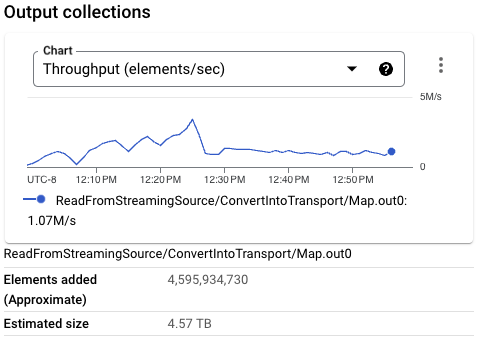 Output collections
Chart
Throughput (elements/sec)
5M/s
0
UTC-8 12:10 PM 12:20 PM 12:30 PM 12:40 PM 12:50 PM
ReadFromStreamingSource/ConvertIntoTransport/Map.out0:
1.07M/s
ReadFromStreamingSource/ConvertIntoTransport/Map.out0
Elements added 4,595,934,730
(Approximate)
Estimated size 4.57 TB